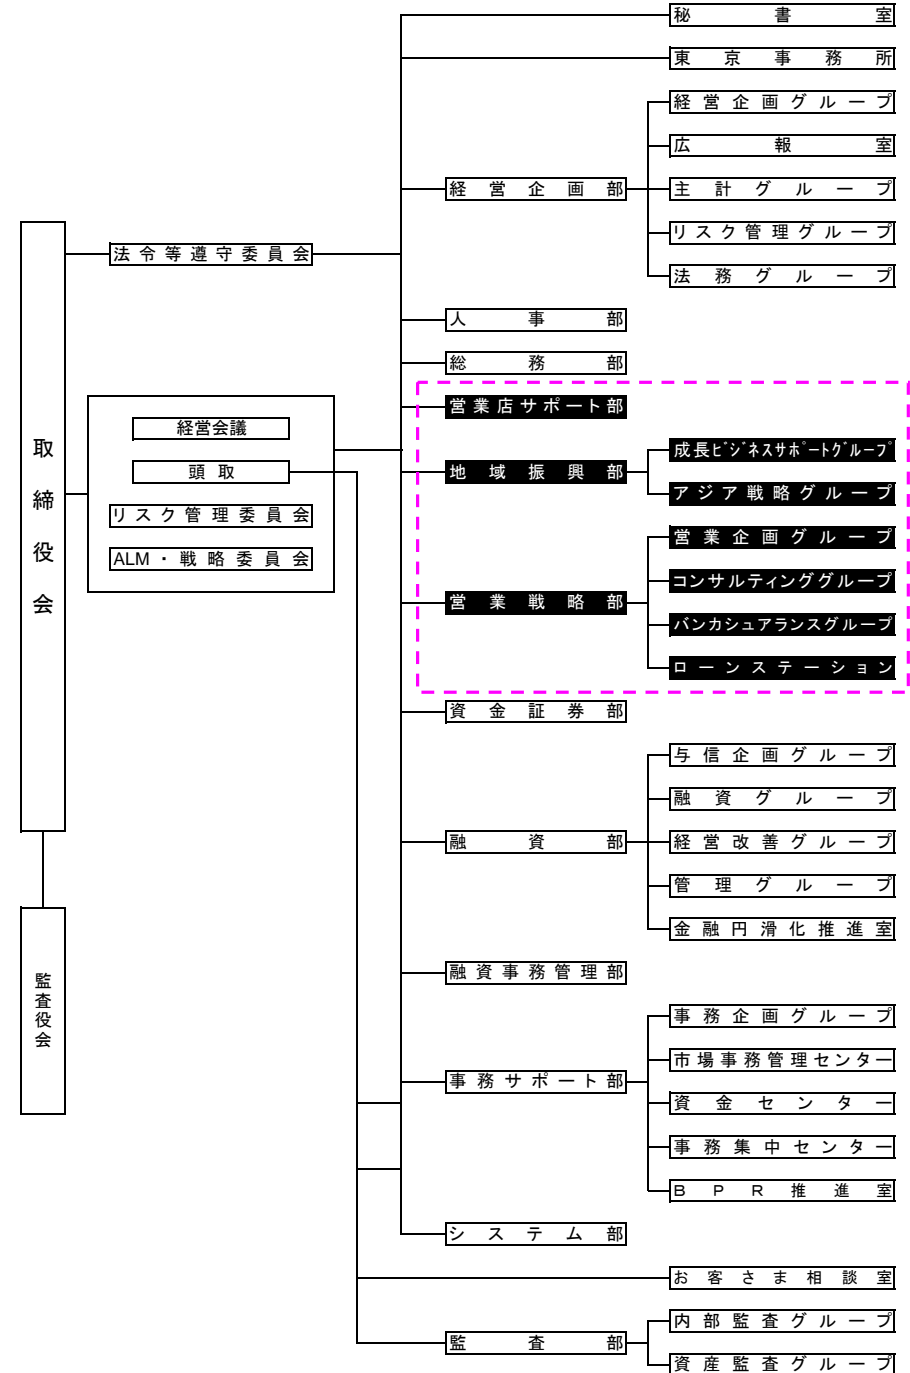 取締役会
監査役会
法令等遵守委員会
経営会議
頭取
リスク管理委員会
ALM・戦略委員会
秘書室
東京事務所
経営企画部
経営企画グループ
広報室
主計グループ
リスク管理グループ
法務グループ
人事部
総務部
営業店サポート部
地域振興部
成長ビジネスサポートグループ
アジア戦略グループ
営業戦略部
営業企画グループ
コンサルティンググループ
バンカシュアランスグループ
ローンステーション
資金証券部
融資部
与信企画グループ
融資グループ
経営改善グループ
管理グループ
金融円滑化推進室
融資事務管理部
事務サポート部
事務企画グループ
市場事務管理センター
資金センター
事務集中センター
BPR推進室
システム部
お客さま相談室
監査部
内部監査グループ
資産監査グループ